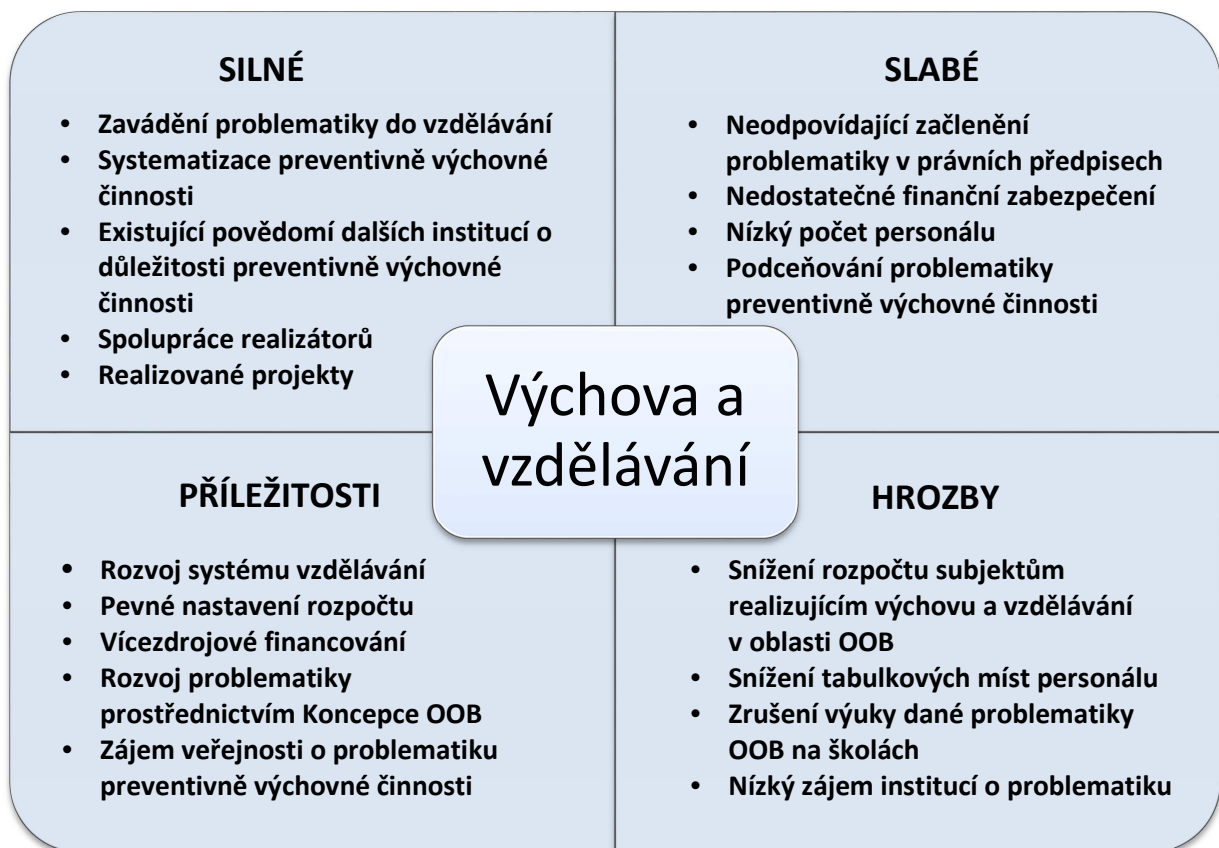 SILNÉ
• Zavádění problematiky do vzdělávání
• Systematizace preventivně výchovné
činnosti
• Existující povědomí dalších institucí o
důležitosti preventivně výchovné
činnosti
• Spolupráce realizátorů
• Realizované projekty
SLABÉ
• Neodpovídající začlenění
problematiky v právních předpisech
• Nedostatečné finanční zabezpečení
• Nízký počet personálu
• Podceňování problematiky
preventivně výchovné činnosti
Výchova a
vzdělávání
PŘÍLEŽITOSTI
• Rozvoj systému vzdělávání
• Pevné nastavení rozpočtu
• Vícezdrojové financování
• Rozvoj problematiky
prostřednictvím Koncepce OOB
• Zájem veřejnosti o problematiku
preventivně výchovné činnosti
HROZBY
• Snížení rozpočtu subjektům
realizujícím výchovu a vzdělávání
v oblasti OOB
• Snížení tabulkových míst personálu
• Zrušení výuky dané problematiky
OOB na školách
• Nízký zájem institucí o problematiku